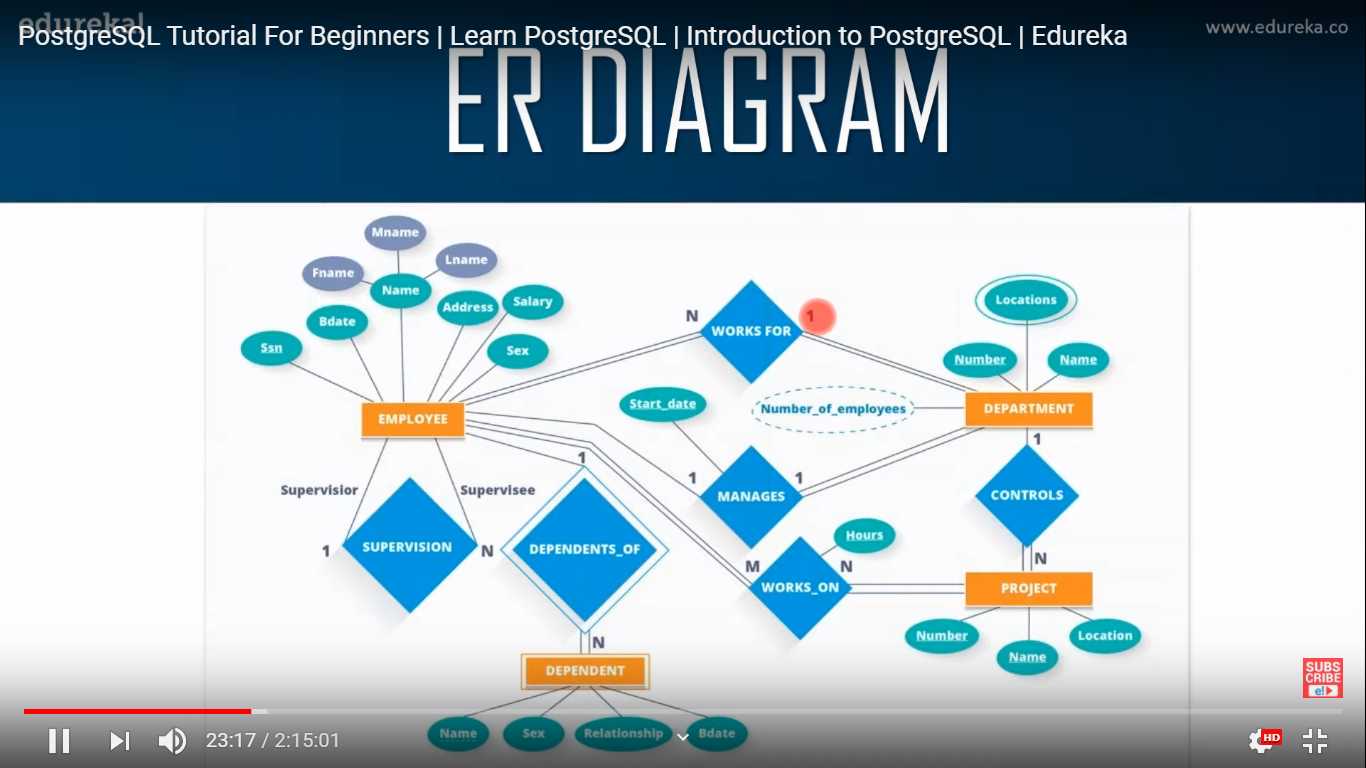 edureka!
www.edureka.co
PostgreSQL Tutorial For Beginners | Learn PostgreSQL | Introduction to PostgreSQL | Edureka
ER DIAGRAM
Mname
Fname
Lname
Name
Bdate
Address
Salary
Ssn
Sex
EMPLOYEE
N
WORKS FOR
1
Locations
Number
Name
Start_date
Number_of_employees
DEPARTMENT
1
MANAGES
1
1
CONTROLS
N
Supervisior
Supervisee
1
SUPERVISION
N
1
DEPENDENTS_OF
N
M
WORKS_ON
N
Hours
PROJECT
Number
Name
Location
DEPENDENT
Name
Sex
Relationship
Bdate
SUBS
CRIBE
e!
23:17 / 2:15:01
HD